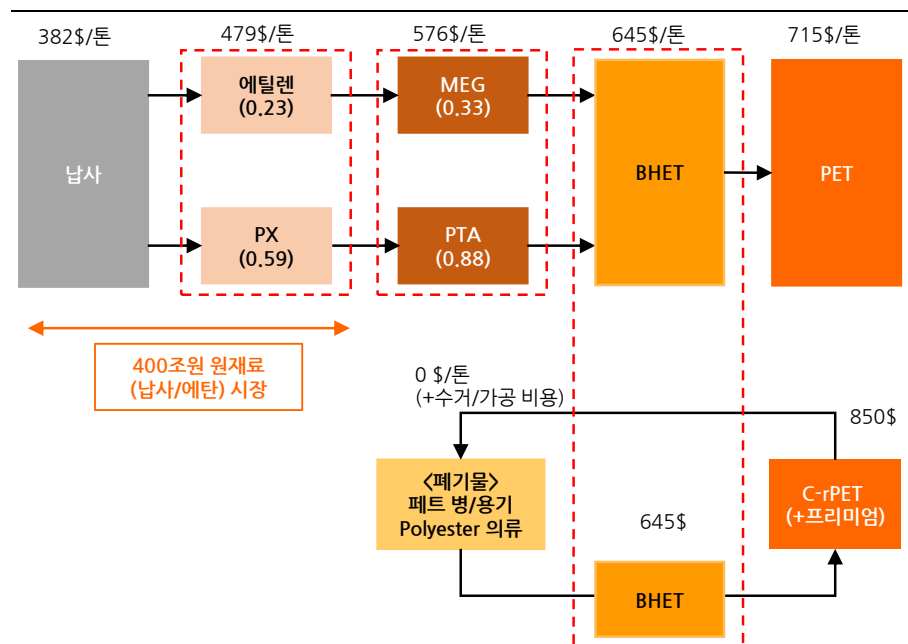 382$/톤
479$/톤
576$/톤
645$/톤
715$/톤
납사
에틸렌
(0.23)
MEG
(0.33)
BHET
PET
PX
(0.59)
PTA
(0.88)
400조원 원재료
(납사/에탄) 시장
0 $/톤
(+수거/가공 비용)
850$
<폐기물>
페트 병/용기
Polyester 의류
645$
C-rPET
(+프리미엄)
BHET